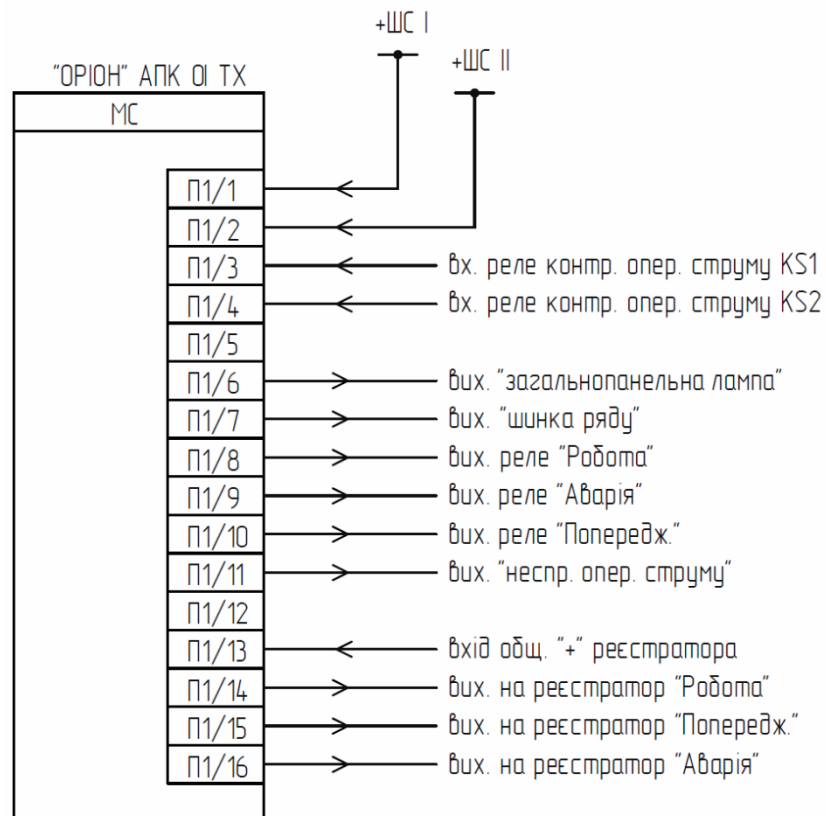 +ШС I
+ШС II
"ОРІОН" АПК ОІ ТХ
МС
П1/1
П1/2
П1/3 вх. реле контр. опер. струму KS1
П1/4 вх. реле контр. опер. струму KS2
П1/5
П1/6 вих. "загальнопанельна лампа"
П1/7 вих. "шинка ряду"
П1/8 вих. реле "Робота"
П1/9 вих. реле "Аварія"
П1/10 вих. реле "Попередж."
П1/11 вих. "неспр. опер. струму"
П1/12
П1/13 вхід общ. "+" реєстратора
П1/14 вих. на реєстратор "Робота"
П1/15 вих. на реєстратор "Попередж."
П1/16 вих. на реєстратор "Аварія"